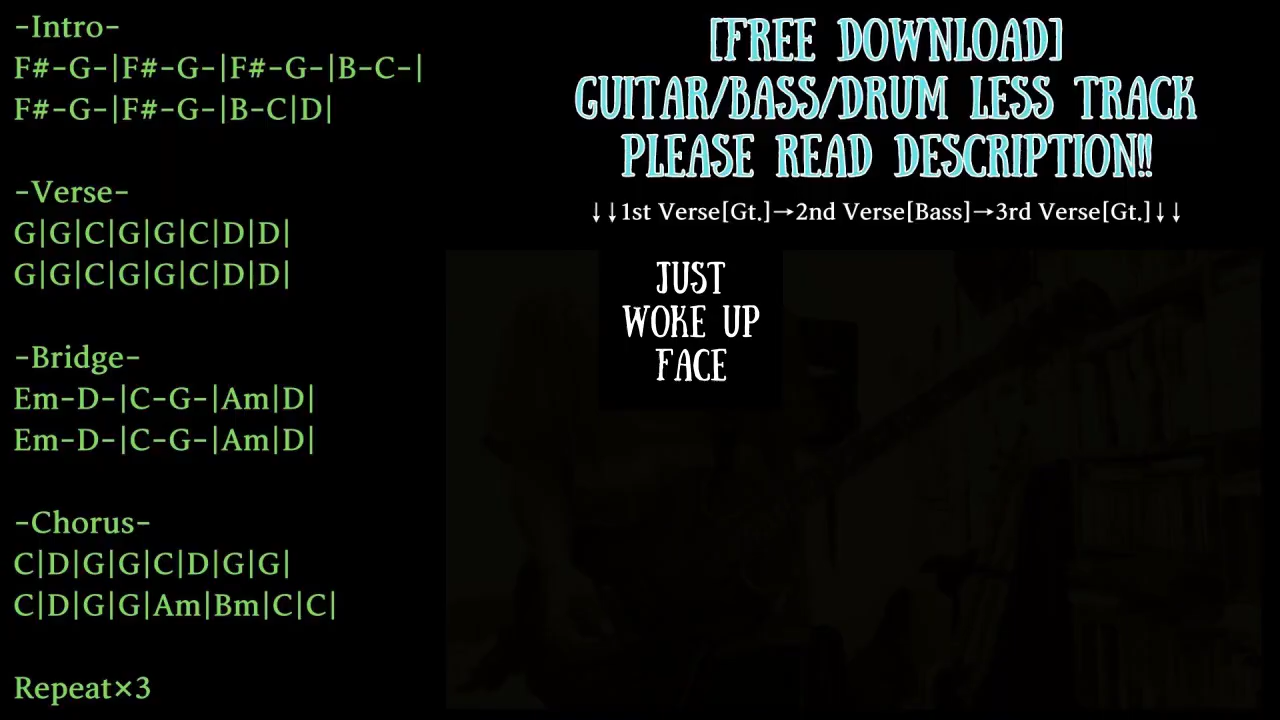 -Intro-
F#-G-|F#-G-|F#-G-|B-C-|
F#-G-|F#-G-|B-C|D|
-Verse-
G|G|C|G|G|C|D|D|
G|G|C|G|G|C|D|D|
-Bridge-
Em-D-|C-G-|Am|D|
Em-D-|C-G-|Am|D|
-Chorus-
C|D|G|G|C|D|G|G|
C|D|G|G|Am|Bm|C|C|
Repeat×3
[FREE DOWNLOAD]
GUITAR/BASS/DRUM LESS TRACK
PLEASE READ DESCRIPTION!!
↓↓1st Verse[Gt.]→2nd Verse[Bass]→3rd Verse[Gt.]↓↓
JUST
WOKE UP
FACE